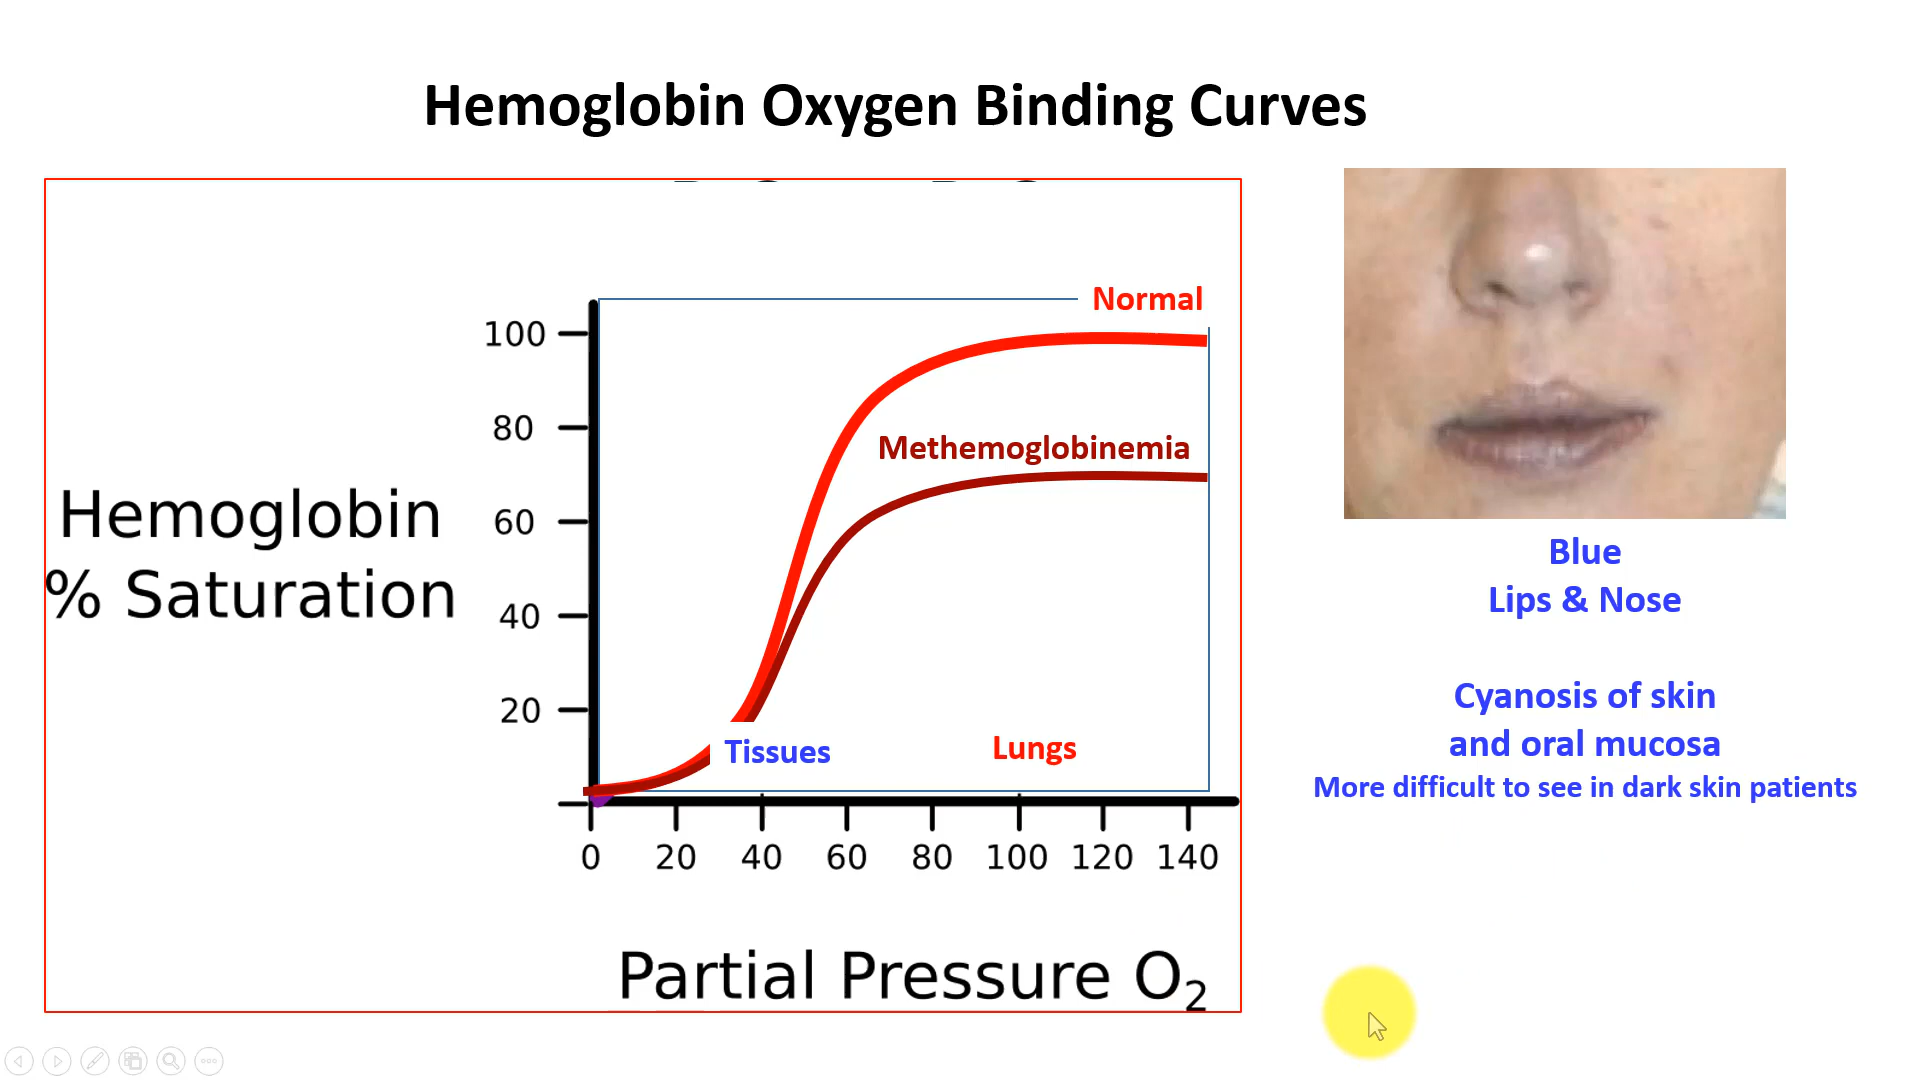 Hemoglobin Oxygen Binding Curves
Normal
100
80
Methemoglobinemia
60
Hemoglobin
% Saturation
40
20
Tissues
Lungs
0 20 40 60 80 100 120 140
Partial Pressure O₂
Blue
Lips & Nose
Cyanosis of skin
and oral mucosa
More difficult to see in dark skin patients